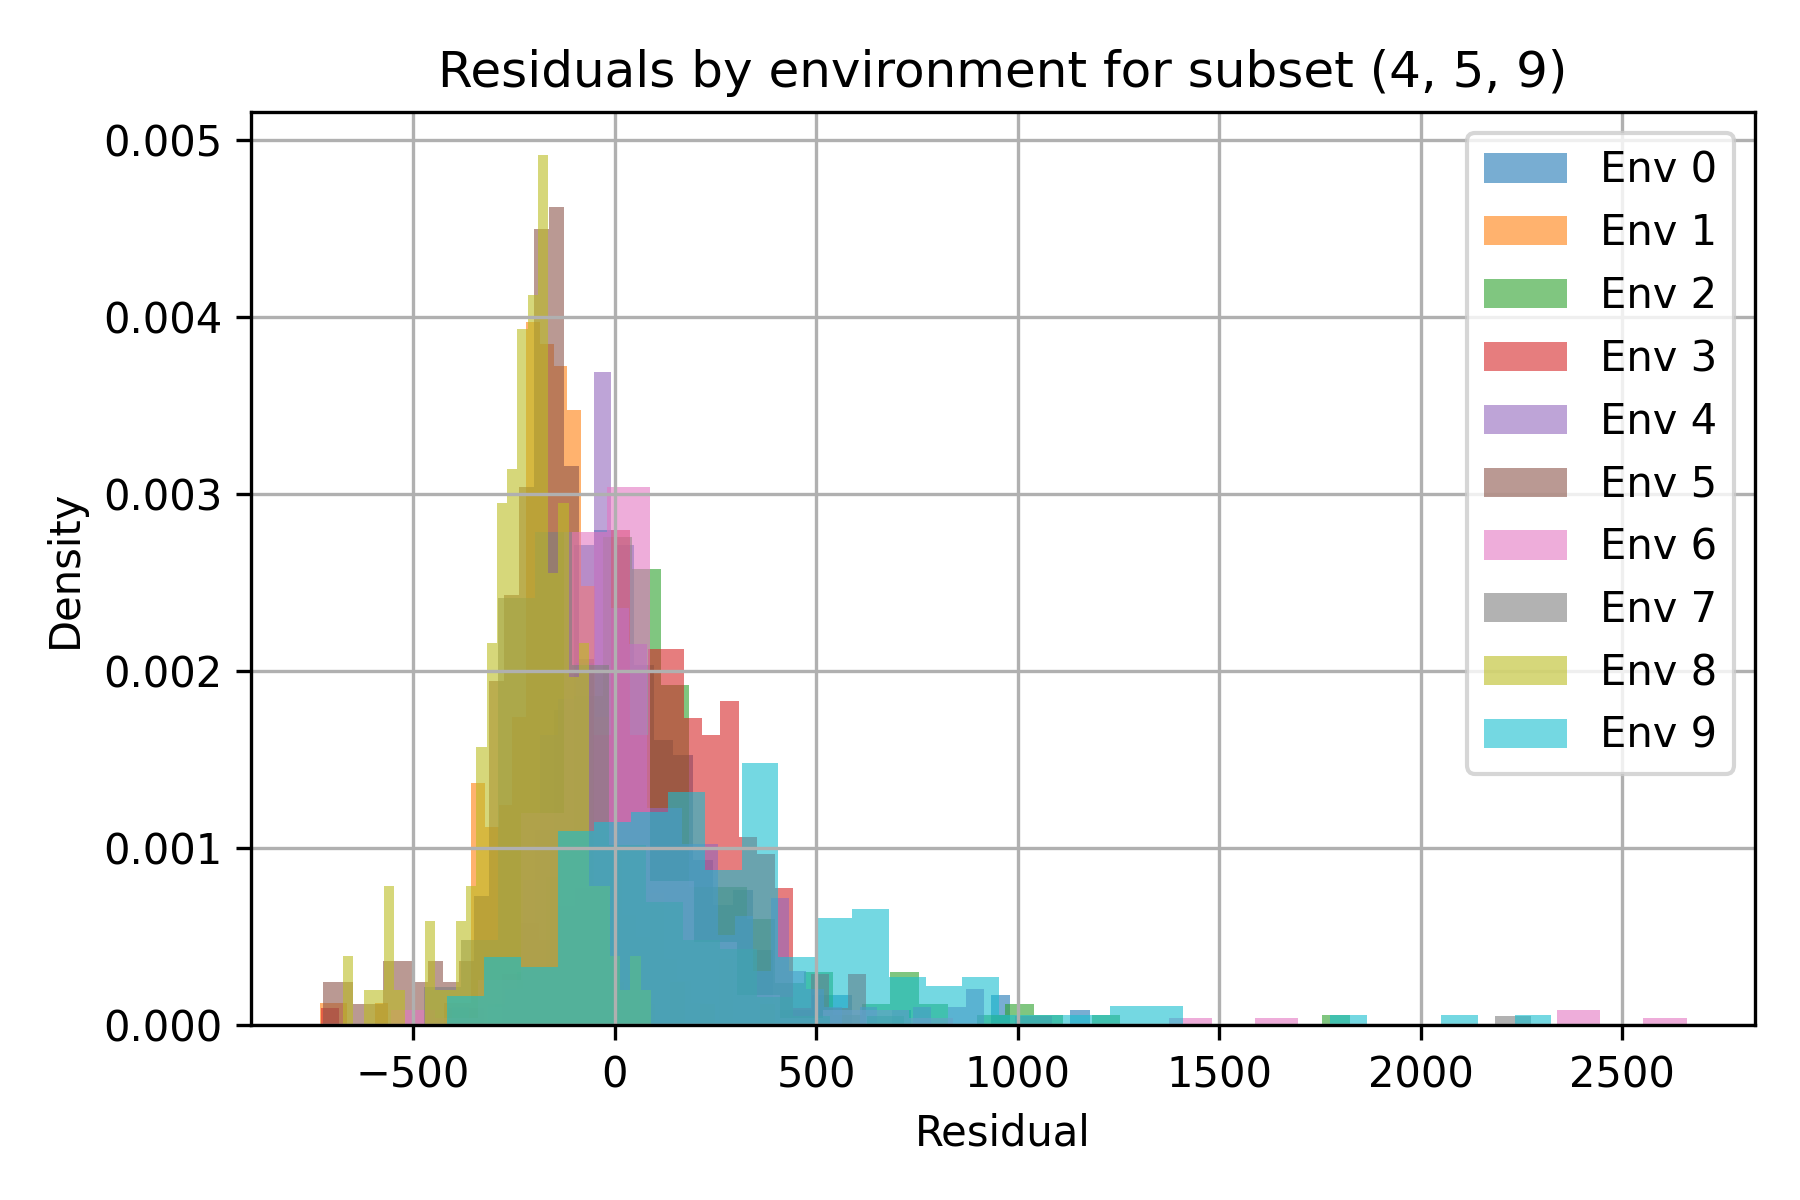 Residuals by environment for subset (4, 5, 9)
0.005
0.004
0.003
0.002
0.001
0.000
Density
−500
0
500
1000
1500
2000
2500
Residual
Env 0
Env 1
Env 2
Env 3
Env 4
Env 5
Env 6
Env 7
Env 8
Env 9